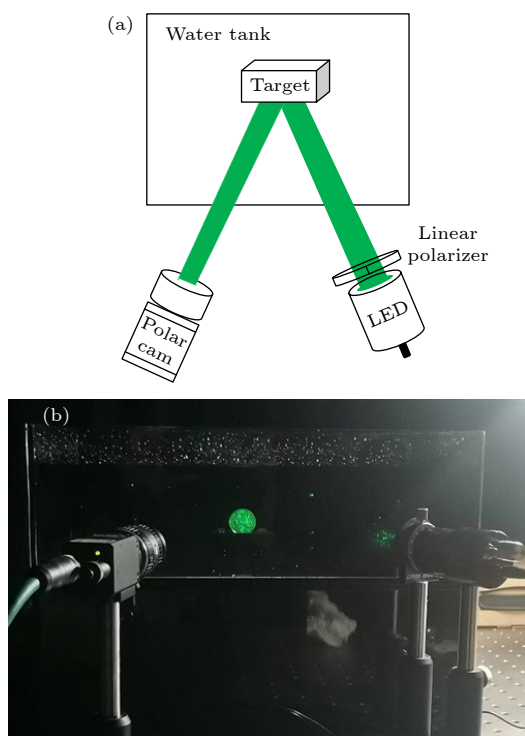 (a)
Water tank
Target
Linear
polarizer
LED
Polar
cam
(b)